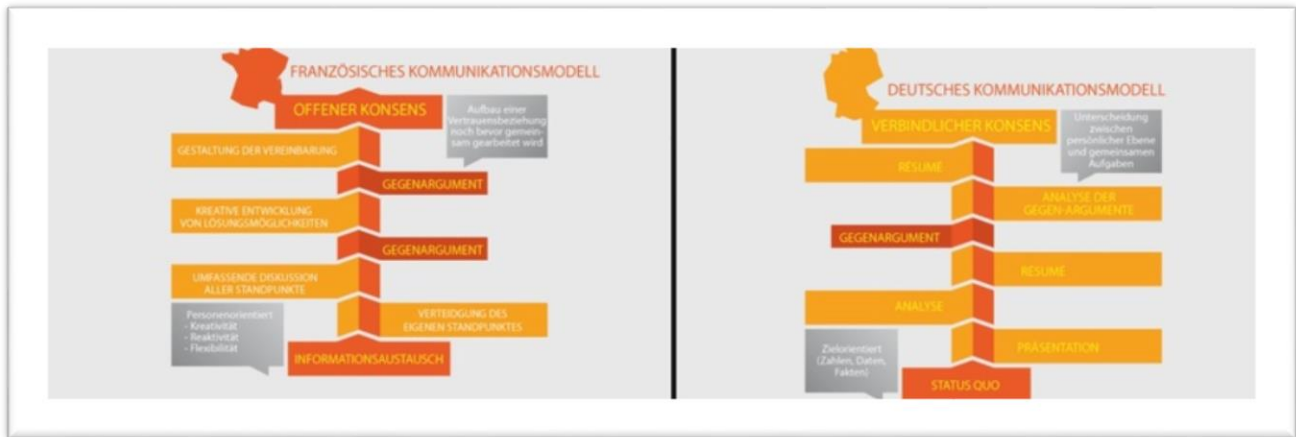 FRANZÖSISCHES KOMMUNIKATIONSMODELL
OFFENER KONSENS
Aufbau einer
Vertrauensbeziehung
noch bevor gemein-
sam gearbeitet wird
GESTALTUNG DER VEREINBARUNG
GEGENARGUMENT
KREATIVE ENTWICKLUNG
VON LÖSUNGSMÖGLICHKEITEN
GEGENARGUMENT
UMFASSENDE DISKUSSION
ALLER STANDPUNKTE
Personenorientiert
- Kreativität
- Reaktivität
- Flexibilität
VERTEIDGUNG DES
EIGENEN STANDPUNKTES
INFORMATIONSAUSTAUSCH
DEUTSCHES KOMMUNIKATIONSMODELL
VERBINDLICHER KONSENS
Unterscheidung
zwischen
persönlicher Ebene
und gemeinsamen
Aufgaben
RESUMÉ
ANALYSE DER
GEGEN-ARGUMENTE
GEGENARGUMENT
RESUMÉ
ANALYSE
Zielorientiert
(Zahlen, Daten,
Fakten)
PRÄSENTATION
STATUS QUO